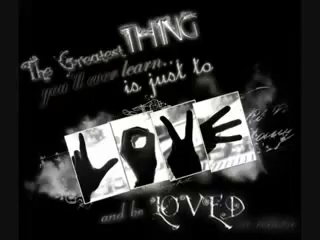 The Greatest THING
you'll ever learn..
is just to
LOVE
and be LOVED